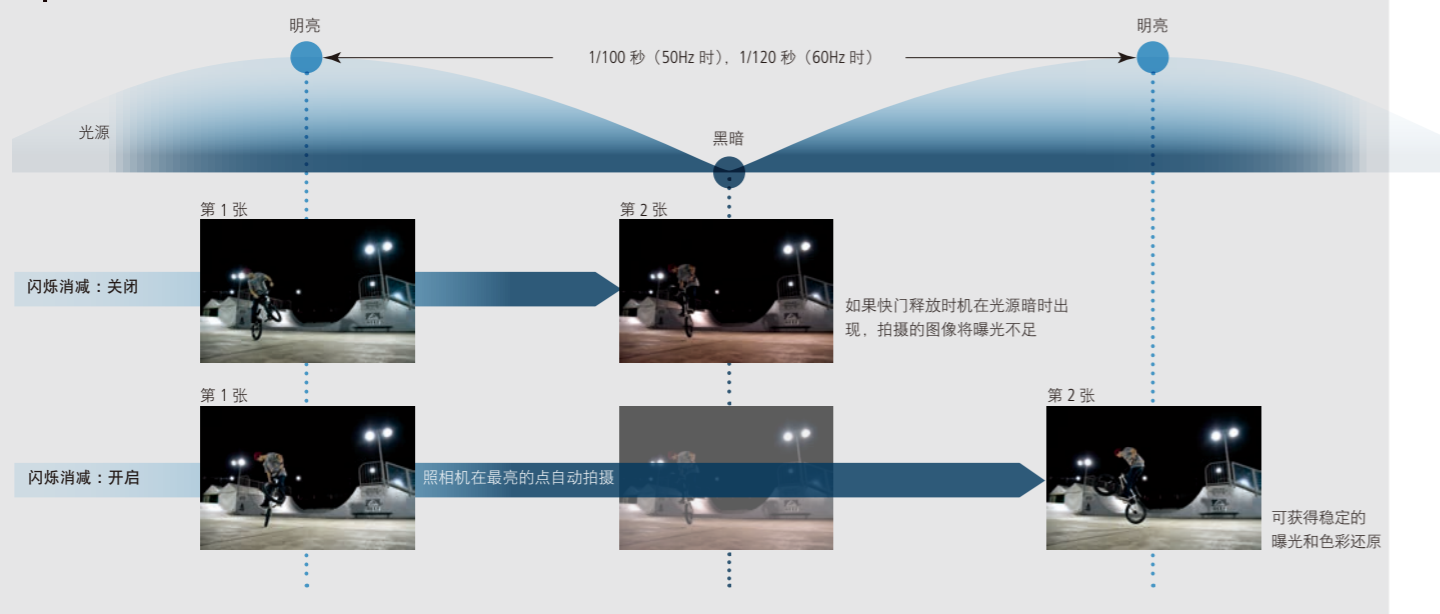 明亮
明亮
1/100 秒（50Hz 时），1/120 秒（60Hz 时）
光源
黑暗
第 1 张
第 2 张
闪烁消减：关闭
如果快门释放时机在光源暗时出
现，拍摄的图像将曝光不足
第 1 张
第 2 张
闪烁消减：开启
照相机在最亮的点自动拍摄
可获得稳定的
曝光和色彩还原